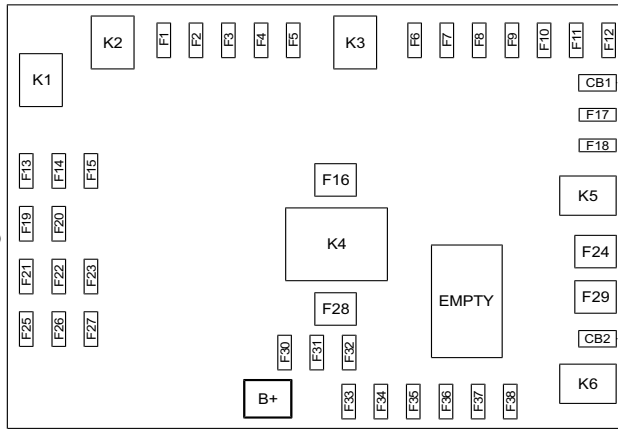 K2 F1 F2 F3 F4 F5 K3 F6 F7 F8 F9 F10 F11 F12
K1
CB1
F17
F18
F13 F14 F15
F16
K5
F19 F20
K4
F24
F21 F22 F23
EMPTY
F29
F28
F25 F26 F27
CB2
F30 F31 F32
K6
B+
F33 F34 F35 F36 F37 F38